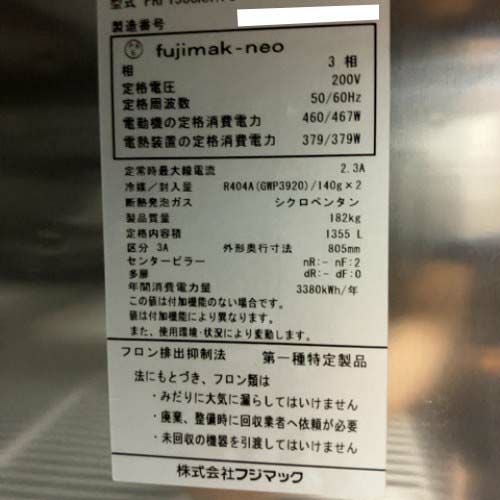 型式
製造番号
fujimak-neo
相 3 相
定格電圧 200V
定格周波数 50/60Hz
電動機の定格消費電力 460/467W
電熱装置の定格消費電力 379/379W
定常時最大線電流 2.3A
冷媒/封入量 R404A(GWP3920)/140g×2
断熱発泡ガス シクロペンタン
製品質量 182kg
定格内容積 1355 L
区分 3A 外形奥行寸法 805mm
センターピラー nR:- nF:2
多扉 dR:- dF:0
年間消費電力量 3380kWh/年
この値は付加機能のない場合です。
値は付加機能により異なります。
また、使用環境・状況により変動します。
フロン排出抑制法 第一種特定製品
法にもとづき、フロン類は
・みだりに大気に漏らしてはいけません
・廃棄、整備時に回収業者へ依頼が必要
・未回収の機器を引渡してはいけません
株式会社フジマック